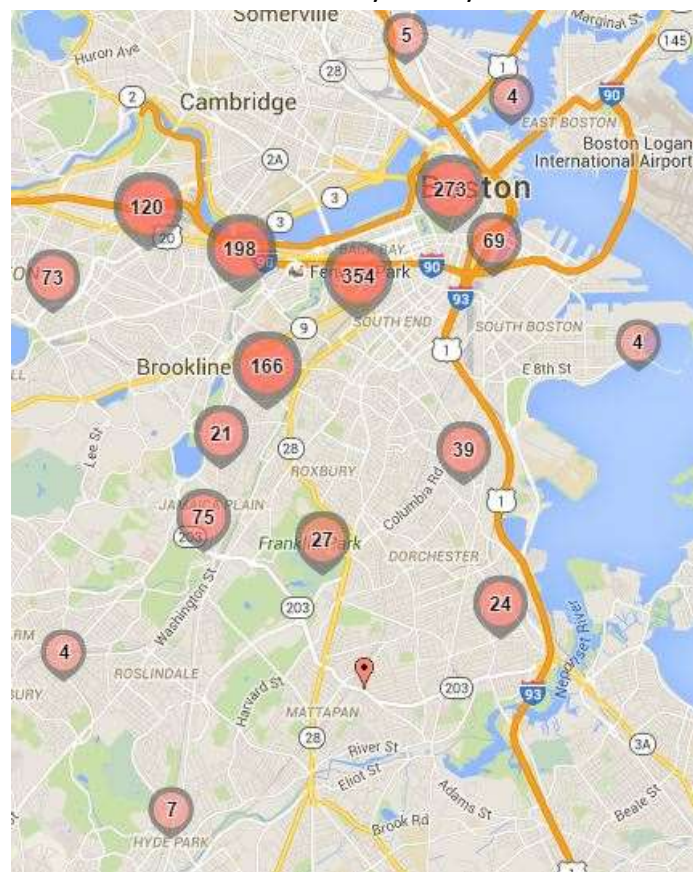 Somerville
Marginal St
145
Huron Ave
5
28
1
2
4
90
Cambridge
EAST BOSTON
Boston Logan
International Airport
2A
3
273
Boston
120
3
20
198
90
BACK BAY
90
69
73
Fenway Park
354
93
9
SOUTH END
SOUTH BOSTON
1
4
Brookline
166
E 8th St
21
Lee St
28
39
ROXBURY
Columbia Rd
JAMAICA PLAIN
75
203
1
Franklin Park
27
DORCHESTER
Washington St
203
24
Neponset River
4
ROSLINDALE
Harvard St
203
93
MATTAPAN
28
River St
3A
Eliot St
7
Adams St
Beale St
HYDE PARK
Brook Rd
1